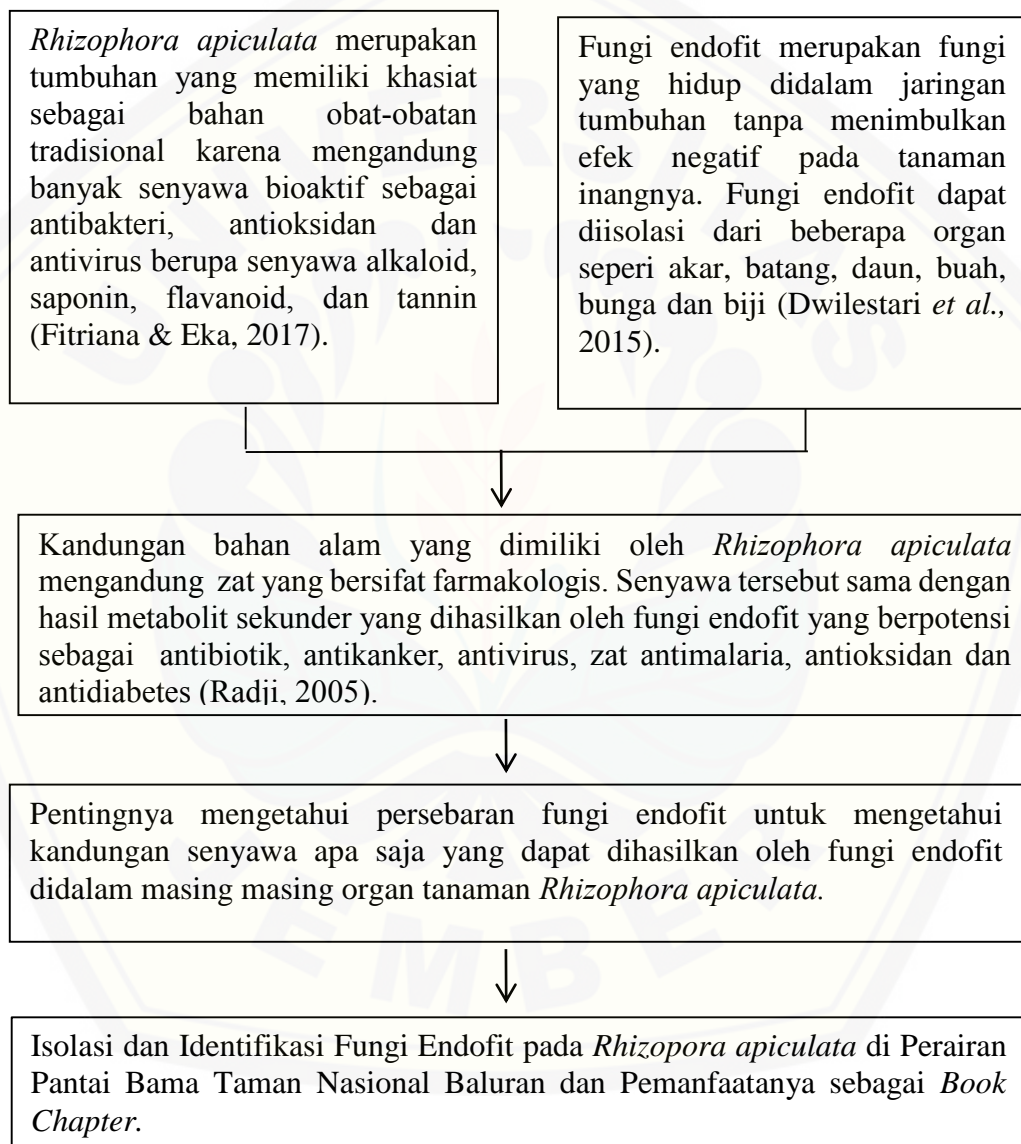 Rhizophora apiculata merupakan
tumbuhan yang memiliki khasiat
sebagai bahan obat-obatan
tradisional karena mengandung
banyak senyawa bioaktif sebagai
antibakteri, antioksidan dan
antivirus berupa senyawa alkaloid,
saponin, flavanoid, dan tannin
(Fitriana & Eka, 2017).
Fungi endofit merupakan fungi
yang hidup didalam jaringan
tumbuhan tanpa menimbulkan
efek negatif pada tanaman
inangnya. Fungi endofit dapat
diisolasi dari beberapa organ
seperi akar, batang, daun, buah,
bunga dan biji (Dwilestari et al.,
2015).
Kandungan bahan alam yang dimiliki oleh Rhizophora apiculata
mengandung zat yang bersifat farmakologis. Senyawa tersebut sama dengan
hasil metabolit sekunder yang dihasilkan oleh fungi endofit yang berpotensi
sebagai antibiotik, antikanker, antivirus, zat antimalaria, antioksidan dan
antidiabetes (Radji, 2005).
Pentingnya mengetahui persebaran fungi endofit untuk mengetahui
kandungan senyawa apa saja yang dapat dihasilkan oleh fungi endofit
didalam masing masing organ tanaman Rhizophora apiculata.
Isolasi dan Identifikasi Fungi Endofit pada Rhizopora apiculata di Perairan
Pantai Bama Taman Nasional Baluran dan Pemanfaatanya sebagai Book
Chapter.
UNIVERSITAS
JEMBER